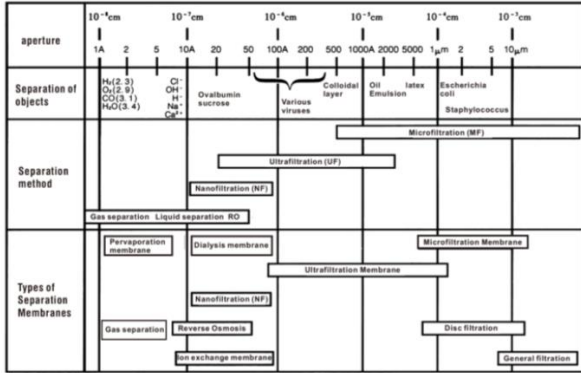 10⁻⁸cm 10⁻⁷cm 10⁻⁶cm 10⁻⁵cm 10⁻⁴cm 10⁻³cm
aperture
1A 2 5 10A 20 50 100A 200 500 1000A 2000 5000 1μm 2 5 10μm
Separation of objects
H₂(2.3) Cl⁻
O₂(2.9) OH⁻
CO(3.1) H⁻
H₂O(3.4) Na⁺
Ca²⁺
Ovalbumin
sucrose
Various
viruses
Colloidal
layer
Oil latex
Emulsion
Escherichia
coli
Staphylococcus
Separation
method
Microfiltration (MF)
Ultrafiltration (UF)
Nanofiltration (NF)
Gas separation Liquid separation RO
Types of
Separation
Membranes
Pervaporation
membrane
Dialysis membrane
Microfiltration Membrane
Ultrafiltration Membrane
Nanofiltration (NF)
Gas separation
Reverse Osmosis
Disc filtration
Ion exchange membrane
General filtration